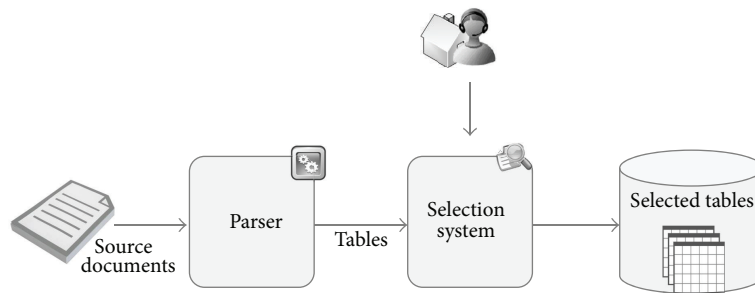 Source
documents
Parser
Tables
Selection
system
Selected tables